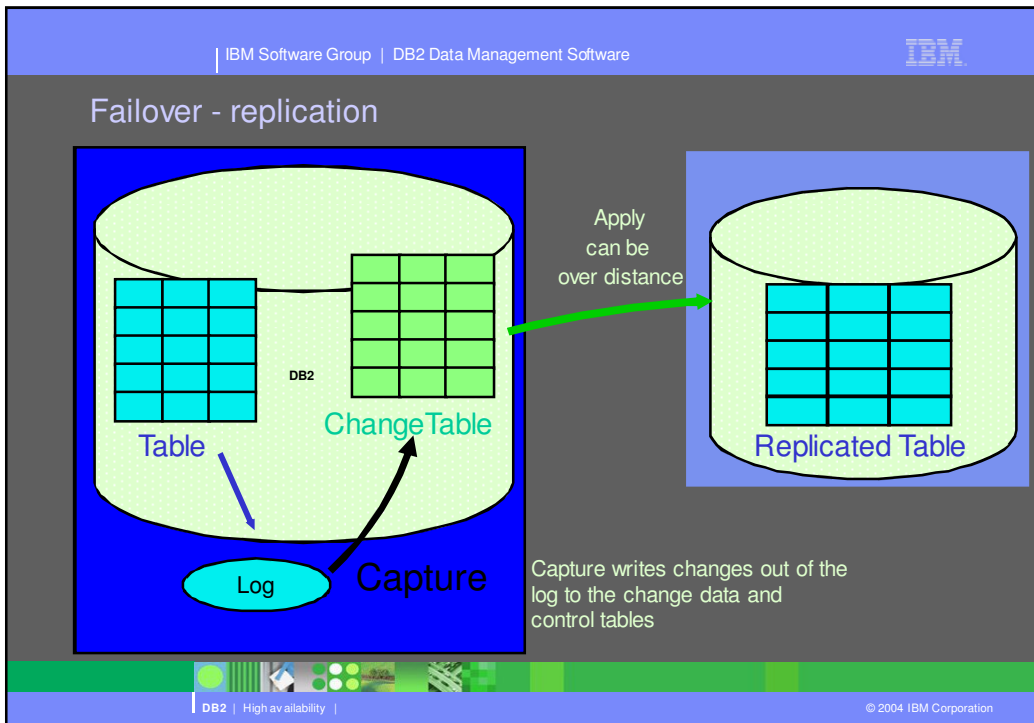 IBM Software Group | DB2 Data Management Software
IBM
Failover - replication
Apply
can be
over distance
DB2
ChangeTable
Table
Replicated Table
Log
Capture
Capture writes changes out of the
log to the change data and
control tables
DB2 | High availability |
© 2004 IBM Corporation